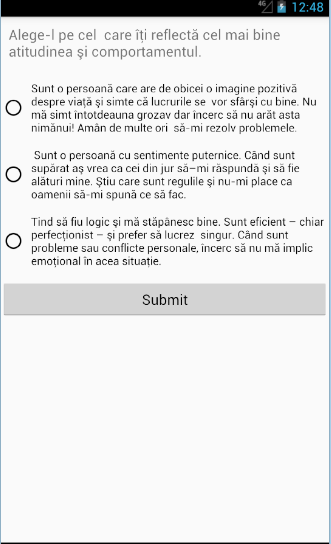 4G 12:48
Alege-l pe cel  care îți reflectă cel mai bine
atitudinea şi comportamentul.
Sunt o persoană care are de obicei o imagine pozitivă
despre viață şi simte că lucrurile se  vor sfârşi cu bine. Nu
mă simt întotdeauna grozav dar încerc să nu arăt asta
nimănui! Amân de multe ori  să-mi rezolv problemele.
Sunt o persoană cu sentimente puternice. Când sunt
supărat aş vrea ca cei din jur să–mi răspundă şi să fie
alături mine. Ştiu care sunt regulile şi nu-mi place ca
oamenii să-mi spună ce să fac.
Tind să fiu logic şi mă stăpânesc bine. Sunt eficient – chiar
perfecționist – şi prefer să lucrez  singur. Când sunt
probleme sau conflicte personale, încerc să nu mă implic
emoțional în acea situație.
Submit